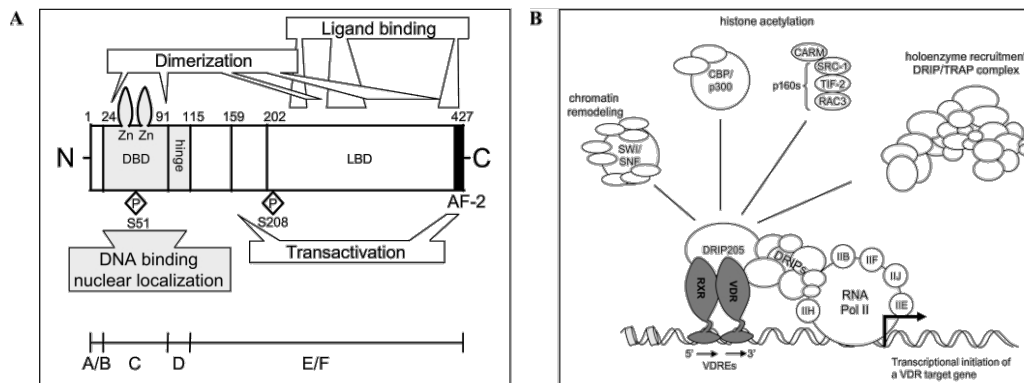 A
Ligand binding
Dimerization
1 24 91 115 159 202 427
Zn Zn
N
DBD
hinge
LBD
C
P
P
AF-2
S51
S208
DNA binding
nuclear localization
Transactivation
A/B C D E/F
B
histone acetylation
CBP/
p300
CARM
p160s
SRC-1
TIF-2
RAC3
holoenzyme recruitment
DRIP/TRAP complex
chromatin
remodeling
SWI/
SNF
DRIP205
DRIPs
RXR
VDR
IIB
IIF
IIJ
IIE
IIH
RNA
Pol II
5' 3'
VDREs
Transcriptional initiation of
a VDR target gene